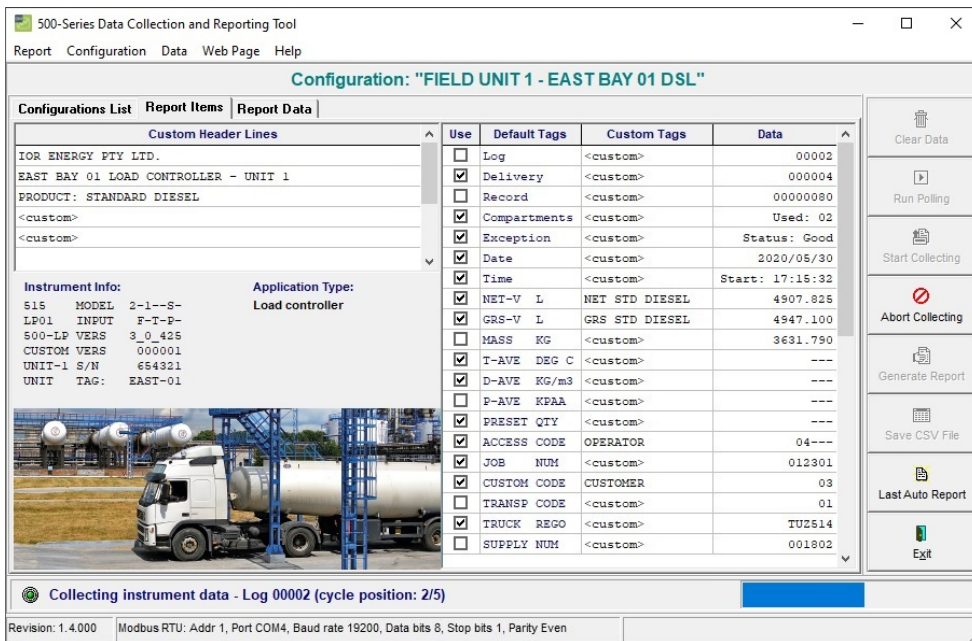 500-Series Data Collection and Reporting Tool
Report Configuration Data Web Page Help
Configuration: "FIELD UNIT 1 - EAST BAY 01 DSL"
Configurations List Report Items Report Data
Custom Header Lines
IOR ENERGY PTY LTD.
EAST BAY 01 LOAD CONTROLLER - UNIT 1
PRODUCT: STANDARD DIESEL
<custom>
<custom>
Instrument Info:
515 MODEL 2-1--S-
LP01 INPUT F-T-P-
500-LP VERS 3_0_425
CUSTOM VERS 000001
UNIT-1 S/N 654321
UNIT TAG: EAST-01
Application Type:
Load controller
Use Default Tags Custom Tags Data
Log <custom> 00002
Delivery <custom> 000004
Record <custom> 00000080
Compartments <custom> Used: 02
Exception <custom> Status: Good
Date <custom> 2020/05/30
Time <custom> Start: 17:15:32
NET-V L NET STD DIESEL 4907.825
GRS-V L GRS STD DIESEL 4947.100
MASS KG <custom> 3631.790
T-AVE DEG C <custom> ---
D-AVE KG/m3 <custom> ---
P-AVE KPAA <custom> ---
PRESET QTY <custom> ---
ACCESS CODE OPERATOR 04---
JOB NUM <custom> 012301
CUSTOM CODE CUSTOMER 03
TRANSP CODE <custom> 01
TRUCK REGO <custom> TUZ514
SUPPLY NUM <custom> 001802
Clear Data
Run Polling
Start Collecting
Abort Collecting
Generate Report
Save CSV File
Last Auto Report
Exit
Collecting instrument data - Log 00002 (cycle position: 2/5)
Revision: 1.4.000 Modbus RTU: Addr 1, Port COM4, Baud rate 19200, Data bits 8, Stop bits 1, Parity Even